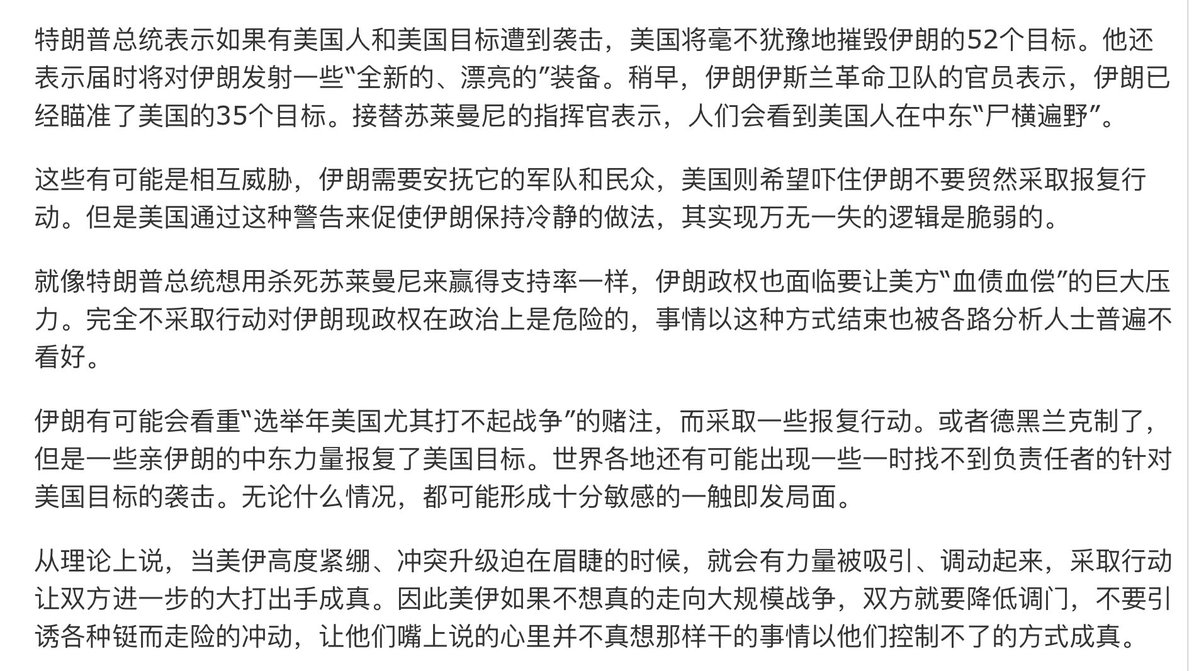 特朗普总统表示如果有美国人和美国目标遭到袭击，美国将毫不犹豫地摧毁伊朗的52个目标。他还
表示届时将对伊朗发射一些“全新的、漂亮的”装备。稍早，伊朗伊斯兰革命卫队的官员表示，伊朗已
经瞄准了美国的35个目标。接替苏莱曼尼的指挥官表示，人们会看到美国人在中东“尸横遍野”。
这些有可能是相互威胁，伊朗需要安抚它的军队和民众，美国则希望吓住伊朗不要贸然采取报复行
动。但是美国通过这种警告来促使伊朗保持冷静的做法，其实现万无一失的逻辑是脆弱的。
就像特朗普总统想用杀死苏莱曼尼来赢得支持率一样，伊朗政权也面临要让美方“血债血偿”的巨大压
力。完全不采取行动对伊朗现政权在政治上是危险的，事情以这种方式结束也被各路分析人士普遍不
看好。
伊朗有可能会看重“选举年美国尤其打不起战争”的赌注，而采取一些报复行动。或者德黑兰克制了，
但是一些亲伊朗的中东力量报复了美国目标。世界各地还有可能出现一些一时找不到负责任者的针对
美国目标的袭击。无论什么情况，都可能形成十分敏感的一触即发局面。
从理论上说，当美伊高度紧绷、冲突升级迫在眉睫的时候，就会有力量被吸引、调动起来，采取行动
让双方进一步的大打出手成真。因此美伊如果不想真的走向大规模战争，双方就要降低调门，不要引
诱各种铤而走险的冲动，让他们嘴上说的心里并不真想那样干的事情以他们控制不了的方式成真。